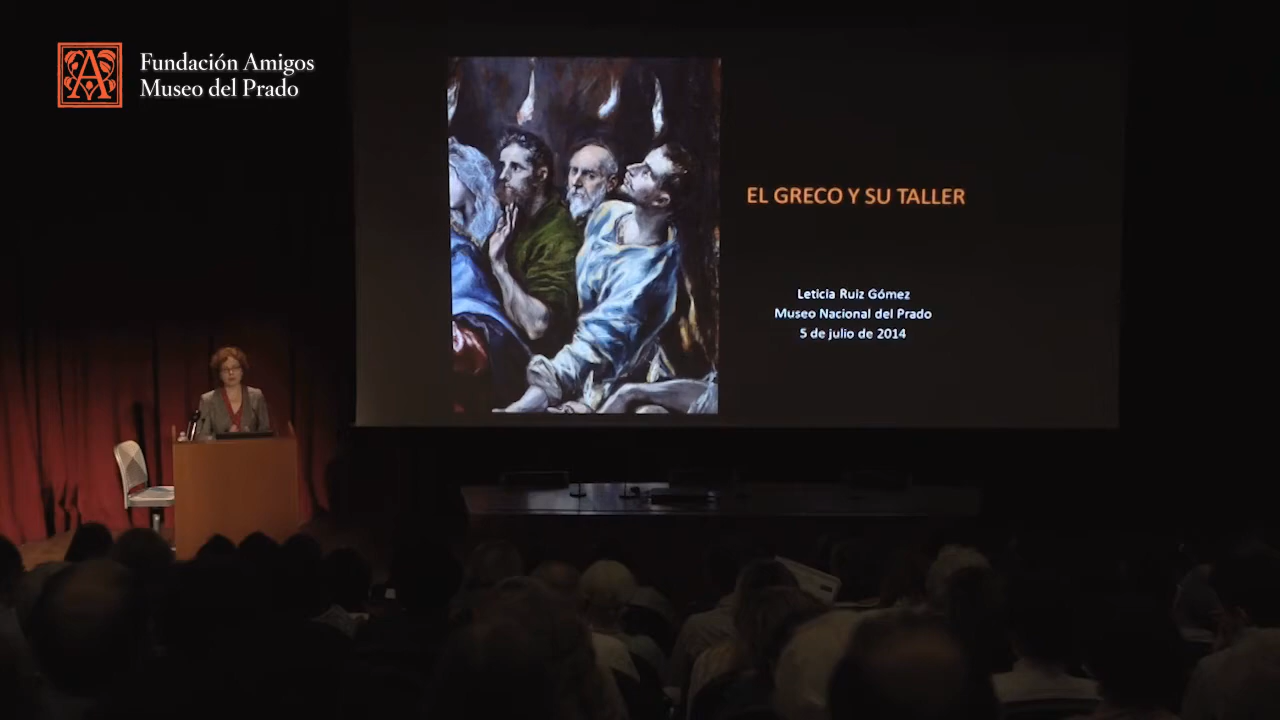 Fundación Amigos
Museo del Prado
EL GRECO Y SU TALLER
Leticia Ruiz Gómez
Museo Nacional del Prado
5 de julio de 2014